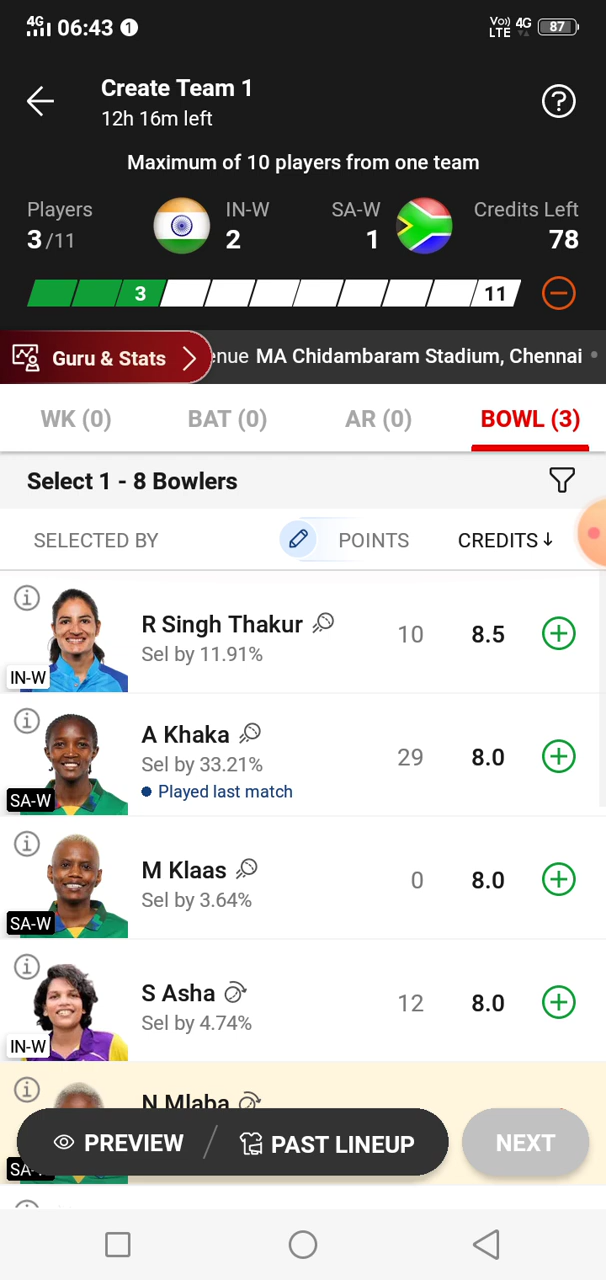 4G 06:43 1 Vo)) LTE 4G 87
Create Team 1
12h 16m left
?
Maximum of 10 players from one team
Players IN-W SA-W Credits Left
3/11 2 1 78
3 11
Guru & Stats enue MA Chidambaram Stadium, Chennai
WK (0) BAT (0) AR (0) BOWL (3)
Select 1 - 8 Bowlers
SELECTED BY POINTS CREDITS↓
R Singh Thakur
Sel by 11.91%
10 8.5
IN-W
A Khaka
Sel by 33.21%
Played last match
29 8.0
SA-W
M Klaas
Sel by 3.64%
0 8.0
SA-W
S Asha
Sel by 4.74%
12 8.0
IN-W
N Mlaba
SA-
PREVIEW / PAST LINEUP NEXT